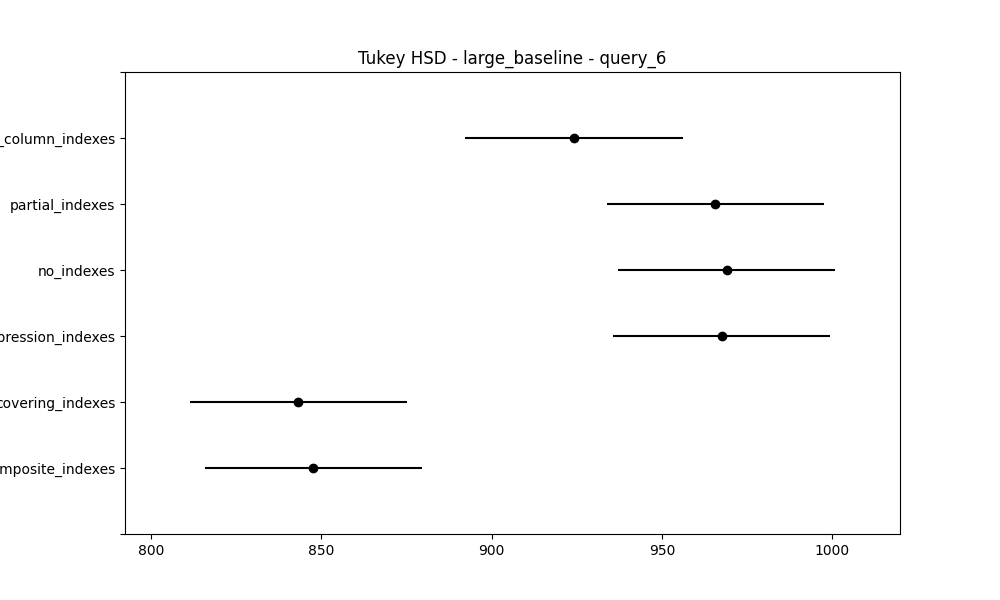 Tukey HSD - large_baseline - query_6
_column_indexes
partial_indexes
no_indexes
pression_indexes
covering_indexes
mposite_indexes
800 850 900 950 1000